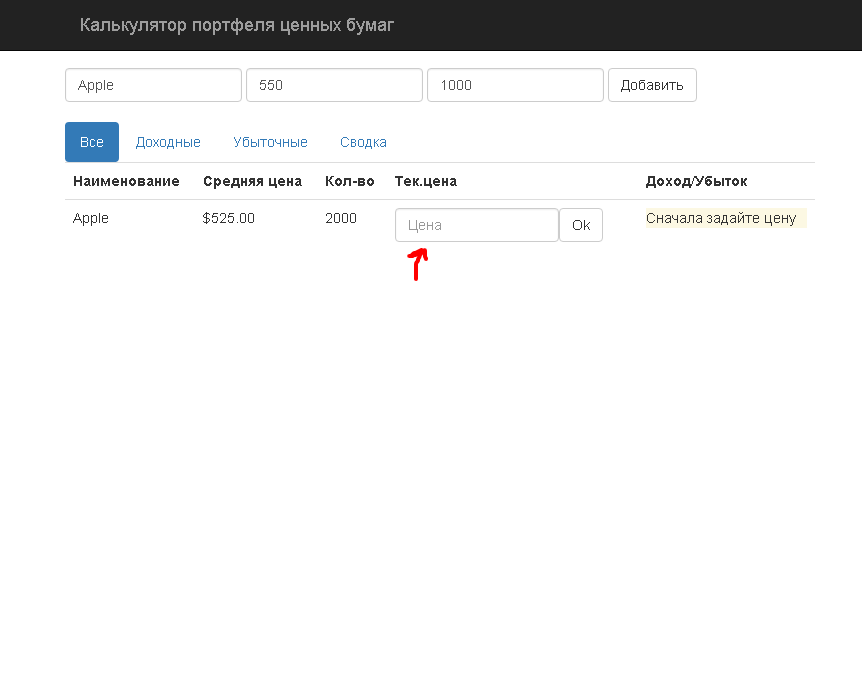 Калькулятор портфеля ценных бумаг
Apple 550 1000 Добавить
Все Доходные Убыточные Сводка
Наименование Средняя цена Кол-во Тек.цена Доход/Убыток
Apple $525.00 2000 Цена Ok Сначала задайте цену